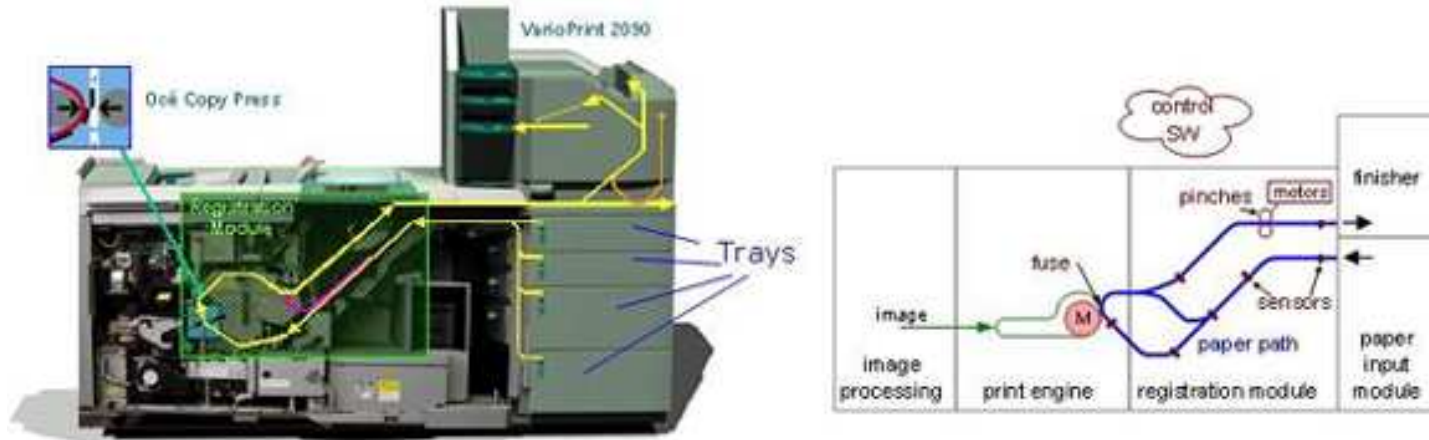 VarioPrint 2090
Océ Copy Press
Registration
Module
Trays
control
SW
finisher
pinches
motors
fuse
sensors
image
M
paper path
image
processing
print engine
registration module
paper
input
module